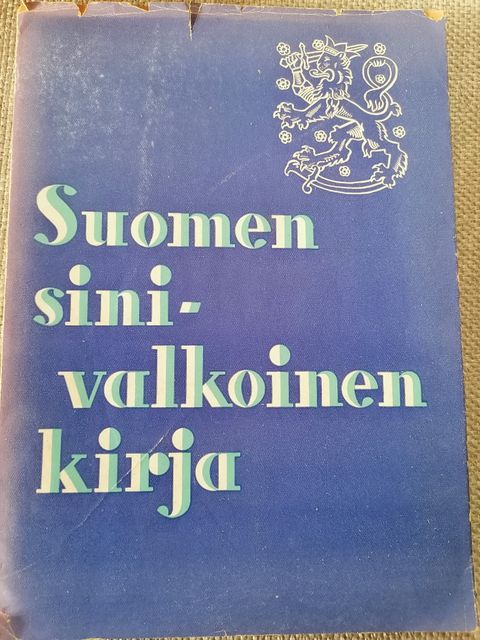 Suomen
sini-
valkoinen
kirja